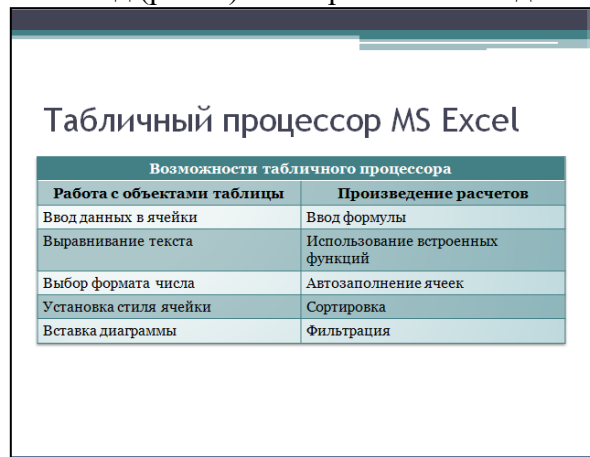 Табличный процессор MS Excel
Возможности табличного процессора
Работа с объектами таблицы Произведение расчетов
Ввод данных в ячейки Ввод формулы
Выравнивание текста Использование встроенных
функций
Выбор формата числа Автозаполнение ячеек
Установка стиля ячейки Сортировка
Вставка диаграммы Фильтрация